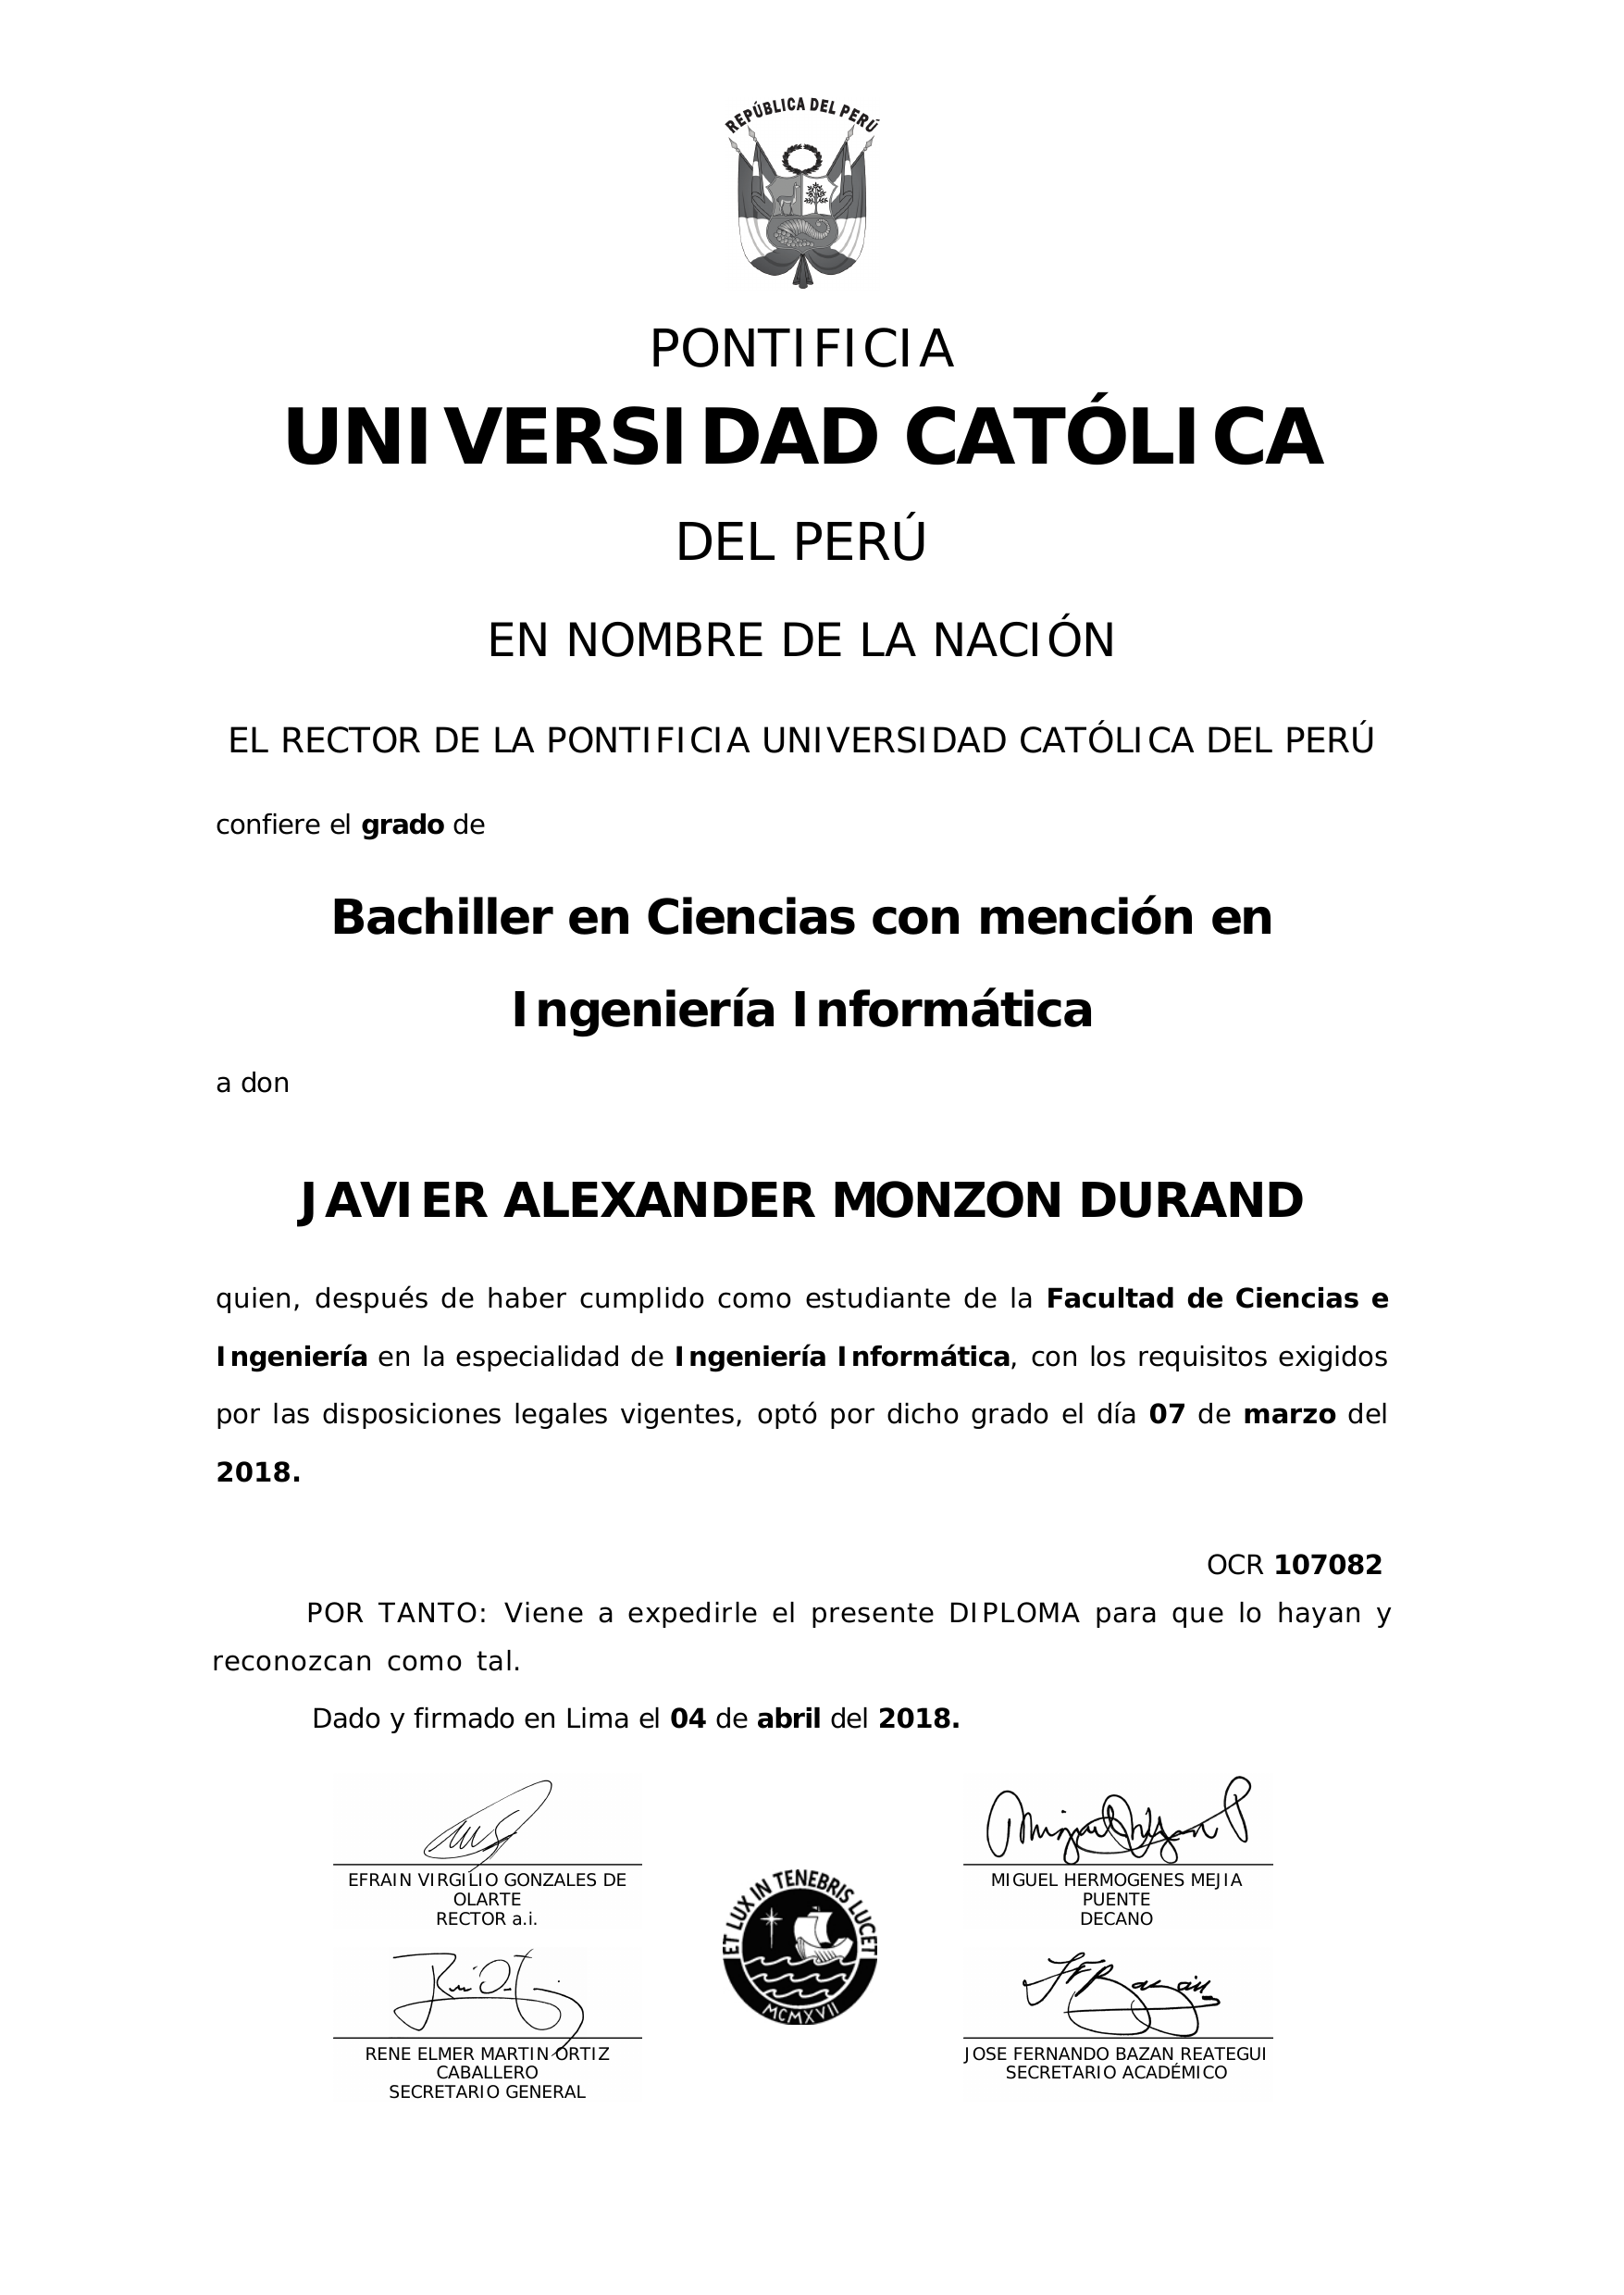 REPÚBLICA DEL PERÚ
PONTIFICIA
UNIVERSIDAD CATÓLICA
DEL PERÚ
EN NOMBRE DE LA NACIÓN
EL RECTOR DE LA PONTIFICIA UNIVERSIDAD CATÓLICA DEL PERÚ
confiere el grado de
Bachiller en Ciencias con mención en
Ingeniería Informática
a don
JAVIER ALEXANDER MONZON DURAND
quien, después de haber cumplido como estudiante de la Facultad de Ciencias e
Ingeniería en la especialidad de Ingeniería Informática, con los requisitos exigidos
por las disposiciones legales vigentes, optó por dicho grado el día 07 de marzo del
2018.
OCR 107082
POR TANTO: Viene a expedirle el presente DIPLOMA para que lo hayan y
reconozcan como tal.
Dado y firmado en Lima el 04 de abril del 2018.
EFRAIN VIRGILIO GONZALES DE
OLARTE
RECTOR a.i.
MIGUEL HERMOGENES MEJIA
PUENTE
DECANO
ET LUX IN TENEBRIS LUCET
MCMXVII
RENE ELMER MARTIN ORTIZ
CABALLERO
SECRETARIO GENERAL
JOSE FERNANDO BAZAN REATEGUI
SECRETARIO ACADÉMICO